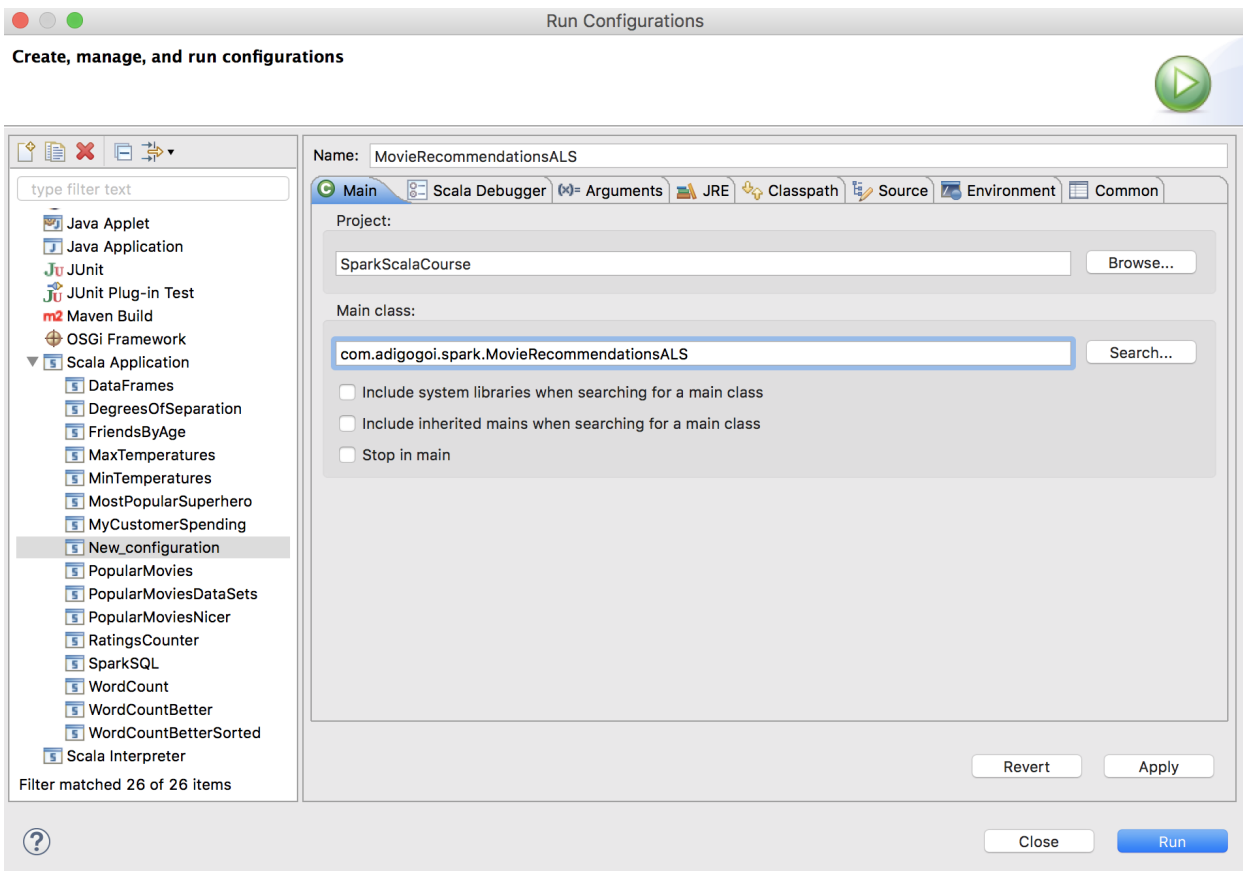 Run Configurations
Create, manage, and run configurations
type filter text
Java Applet
Java Application
JU JUnit
JU JUnit Plug-in Test
m2 Maven Build
OSGi Framework
Scala Application
DataFrames
DegreesOfSeparation
FriendsByAge
MaxTemperatures
MinTemperatures
MostPopularSuperhero
MyCustomerSpending
New_configuration
PopularMovies
PopularMoviesDataSets
PopularMoviesNicer
RatingsCounter
SparkSQL
WordCount
WordCountBetter
WordCountBetterSorted
Scala Interpreter
Filter matched 26 of 26 items
Name: MovieRecommendationsALS
Main Scala Debugger (x)= Arguments JRE Classpath Source Environment Common
Project:
SparkScalaCourse Browse...
Main class:
com.adigogoi.spark.MovieRecommendationsALS Search...
Include system libraries when searching for a main class
Include inherited mains when searching for a main class
Stop in main
Revert Apply
? Close Run